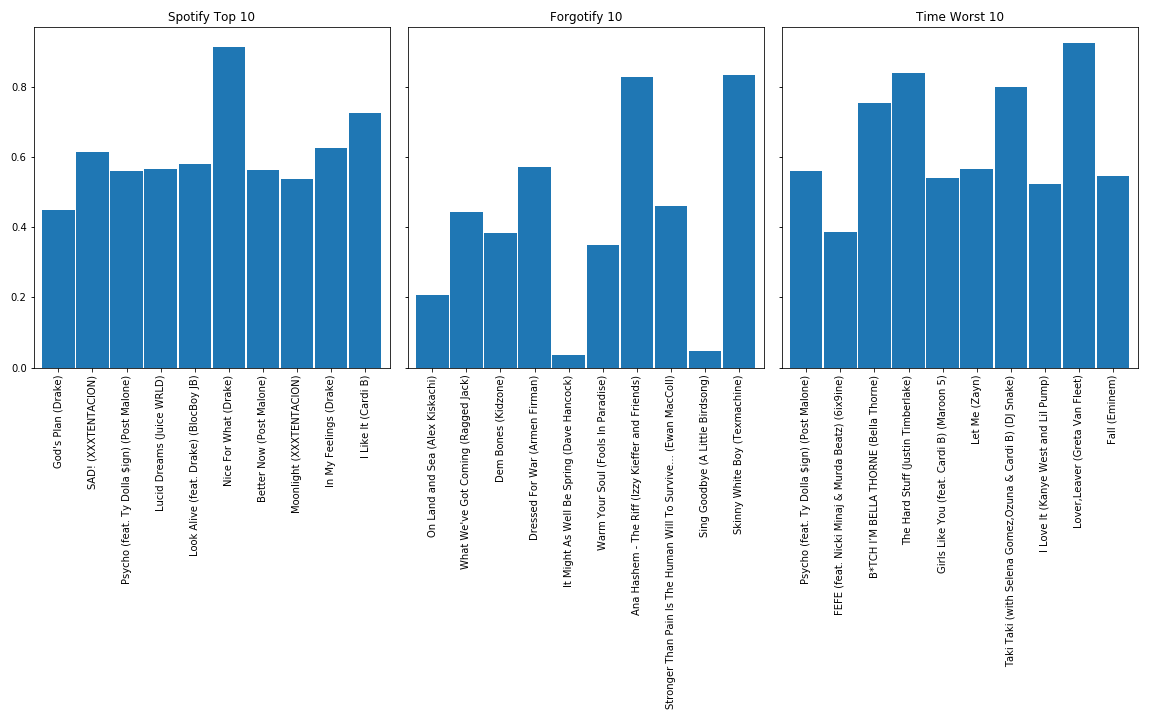 Spotify Top 10
Forgotify 10
Time Worst 10
0.8
0.6
0.4
0.2
0.0
God's Plan (Drake)
SAD! (XXXTENTACION)
Psycho (feat. Ty Dolla $ign) (Post Malone)
Lucid Dreams (Juice WRLD)
Look Alive (feat. Drake) (BlocBoy JB)
Nice For What (Drake)
Better Now (Post Malone)
Moonlight (XXXTENTACION)
In My Feelings (Drake)
I Like It (Cardi B)
On Land and Sea (Alex Kiskachi)
What We've Got Coming (Ragged Jack)
Dem Bones (Kidzone)
Dressed For War (Armen Firman)
It Might As Well Be Spring (Dave Hancock)
Warm Your Soul (Fools In Paradise)
Ana Hashem - The Riff (Izzy Kieffer and Friends)
Stronger Than Pain Is The Human Will To Survive... (Ewan MacColl)
Sing Goodbye (A Little Birdsong)
Skinny White Boy (Texmachine)
Psycho (feat. Ty Dolla $ign) (Post Malone)
FEFE (feat. Nicki Minaj & Murda Beatz) (6ix9ine)
B*TCH I'M BELLA THORNE (Bella Thorne)
The Hard Stuff (Justin Timberlake)
Girls Like You (feat. Cardi B) (Maroon 5)
Let Me (Zayn)
Taki Taki (with Selena Gomez,Ozuna & Cardi B) (DJ Snake)
I Love It (Kanye West and Lil Pump)
Lover,Leaver (Greta Van Fleet)
Fall (Eminem)